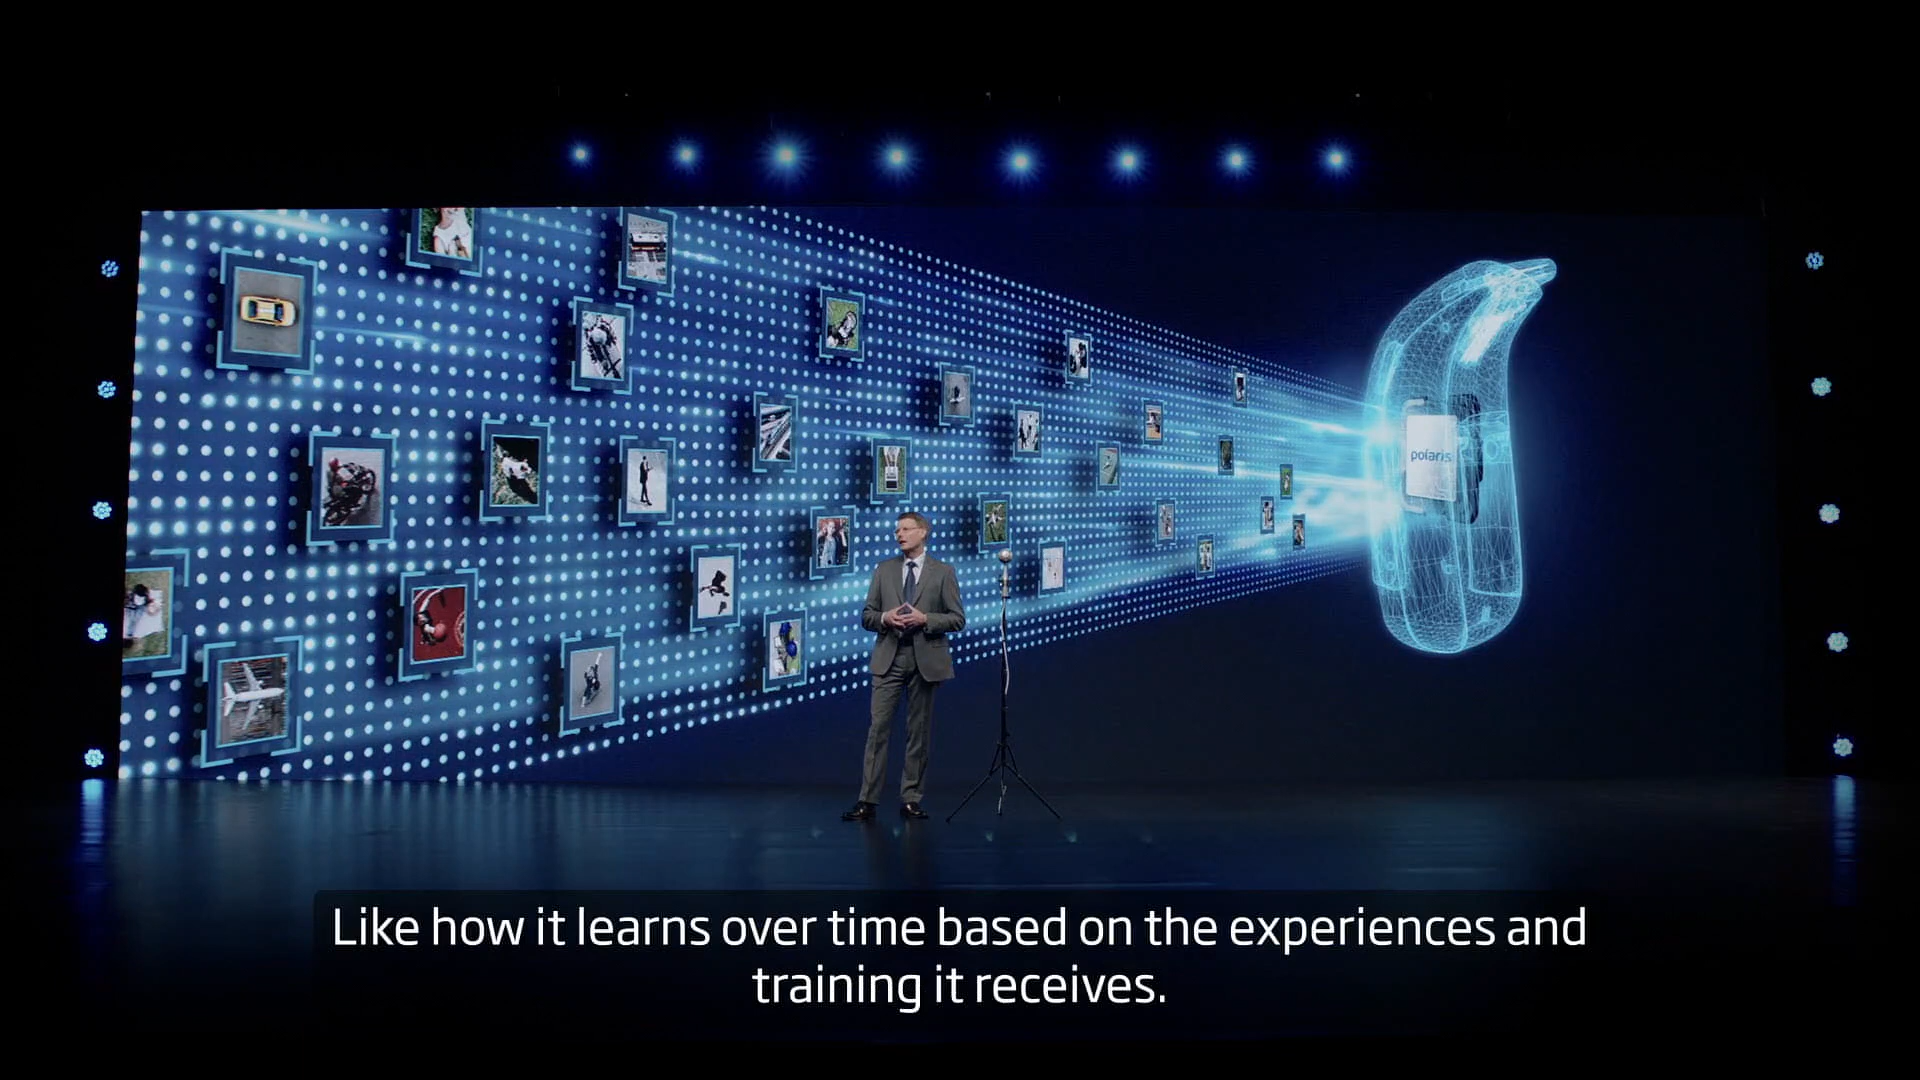 polaris
Like how it learns over time based on the experiences and
training it receives.